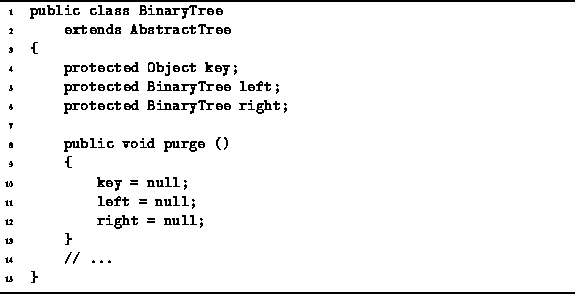 1 public class BinaryTree
2     extends AbstractTree
3 {
4     protected Object key;
5     protected BinaryTree left;
6     protected BinaryTree right;
7
8     public void purge ()
9     {
10         key = null;
11         left = null;
12         right = null;
13     }
14     // ...
15 }